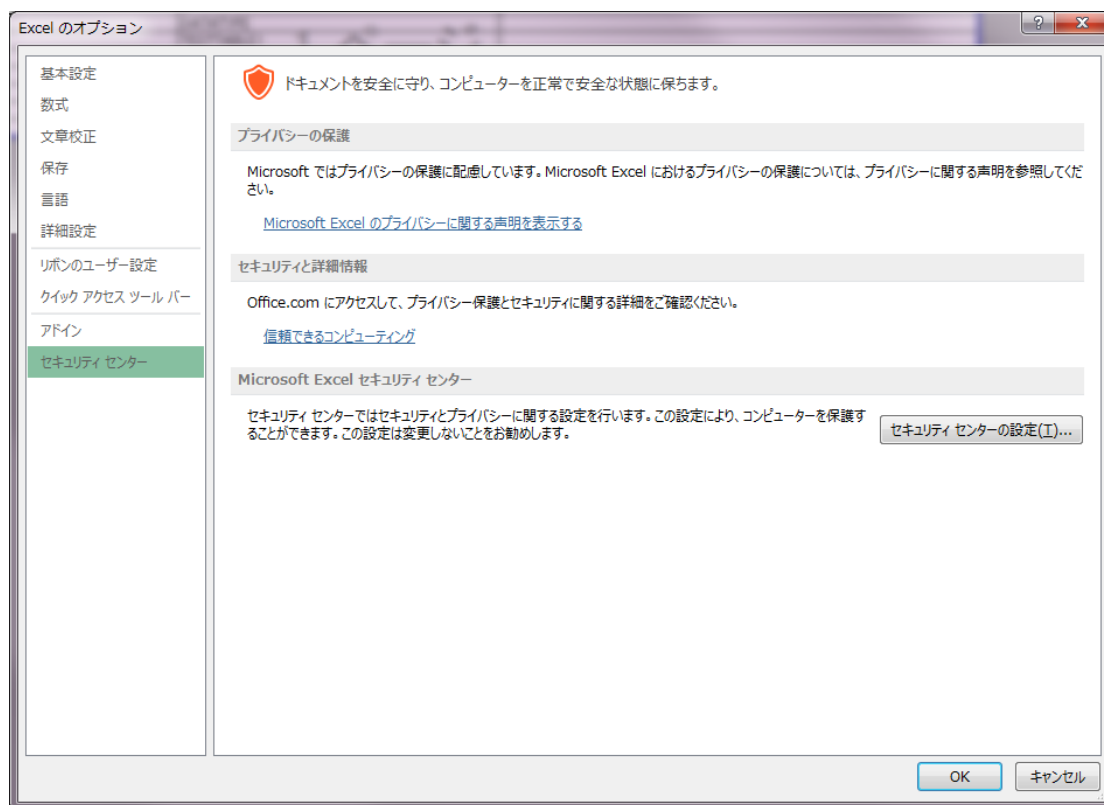 Excel のオプション
基本設定
数式
文章校正
保存
言語
詳細設定
リボンのユーザー設定
クイック アクセス ツール バー
アドイン
セキュリティ センター
ドキュメントを安全に守り、コンピューターを正常で安全な状態に保ちます。
プライバシーの保護
Microsoft ではプライバシーの保護に配慮しています。Microsoft Excel におけるプライバシーの保護については、プライバシーに関する声明を参照してくだ
さい。
Microsoft Excel のプライバシーに関する声明を表示する
セキュリティと詳細情報
Office.com にアクセスして、プライバシー保護とセキュリティに関する詳細をご確認ください。
信頼できるコンピューティング
Microsoft Excel セキュリティ センター
セキュリティ センターではセキュリティとプライバシーに関する設定を行います。この設定により、コンピューターを保護す
ることができます。この設定は変更しないことをお勧めします。
セキュリティ センターの設定(T)...
OK
キャンセル